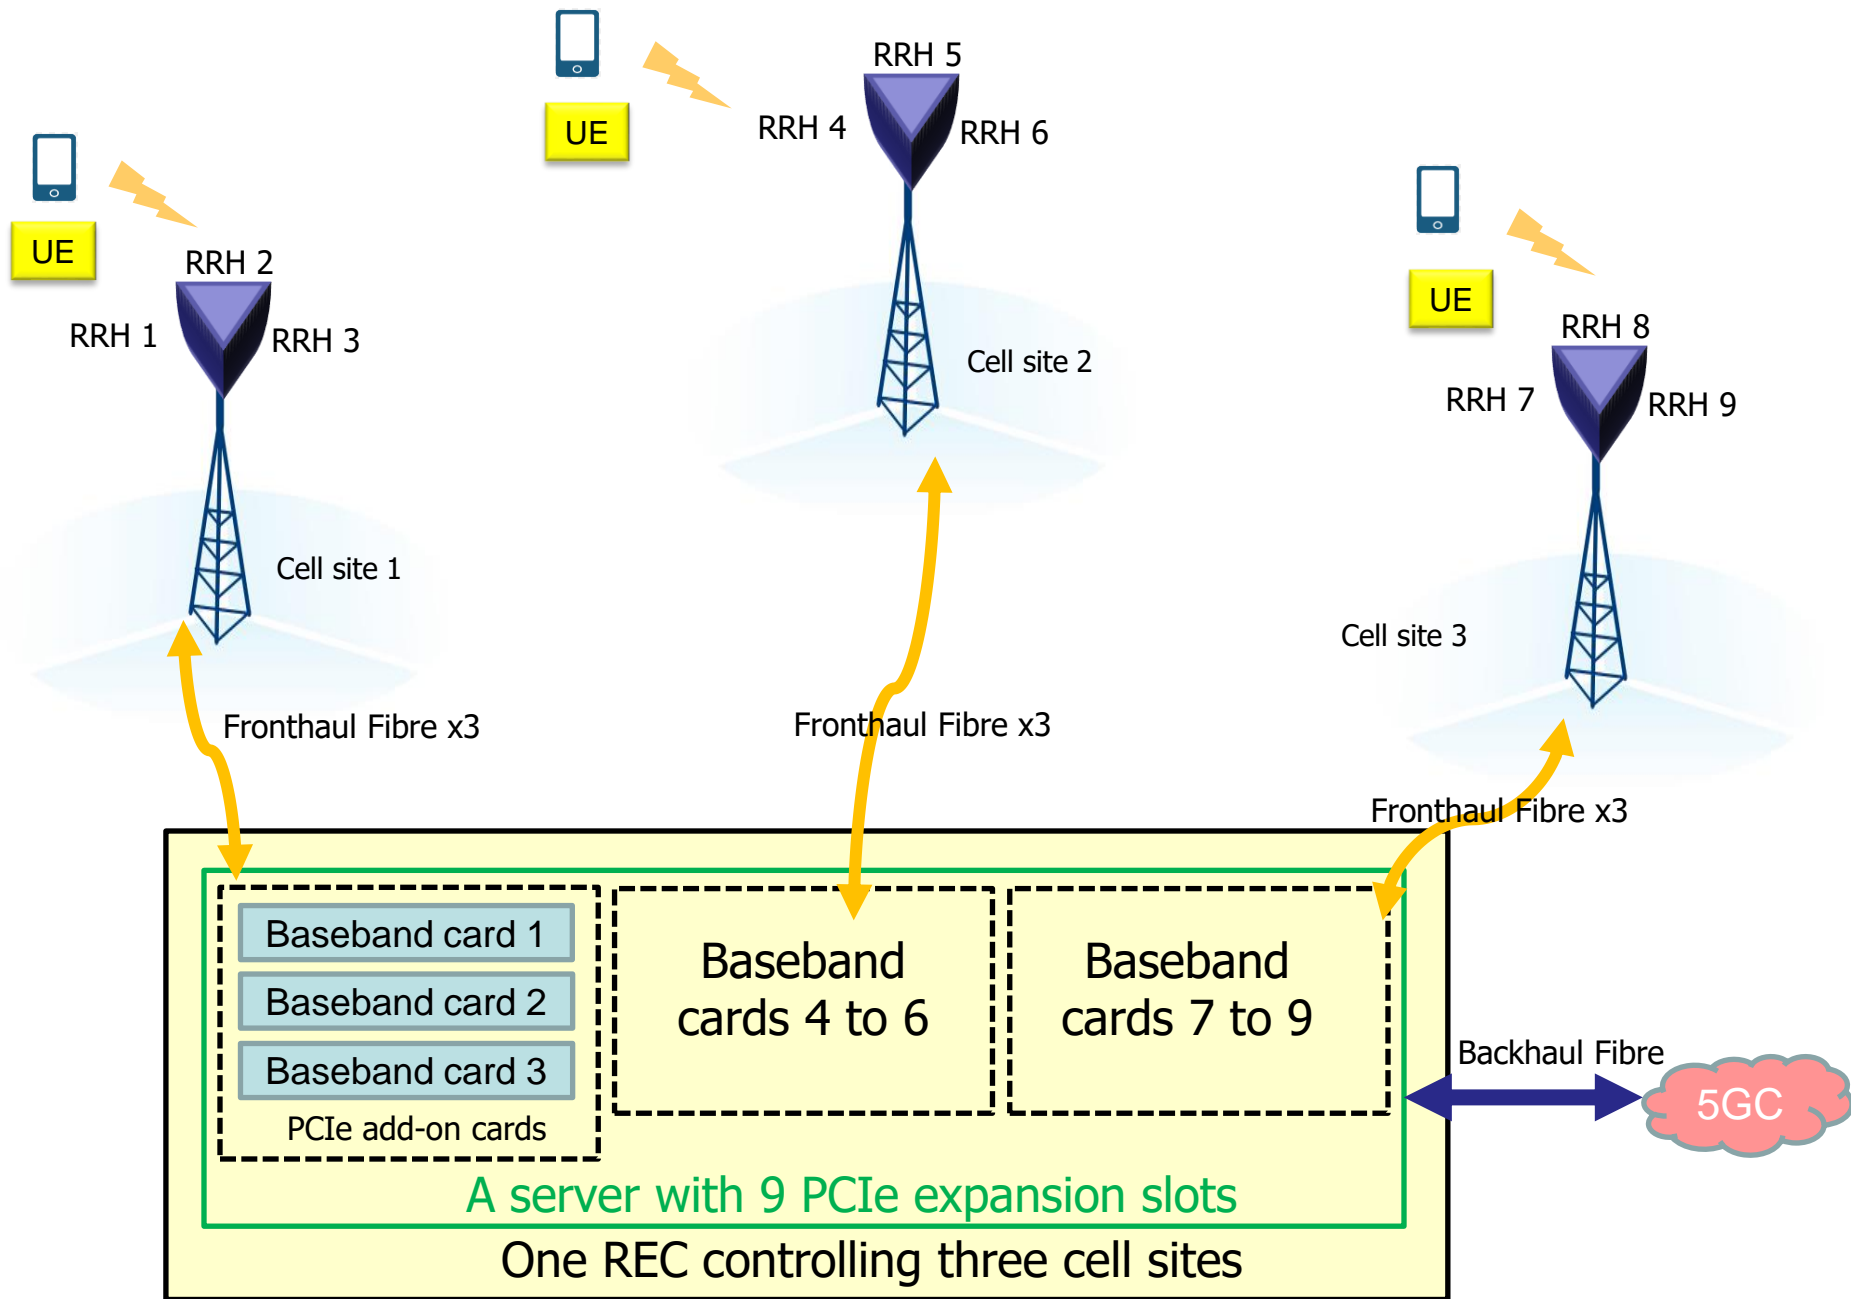 UE
RRH 2
RRH 1
RRH 3
Cell site 1
UE
RRH 5
RRH 4
RRH 6
Cell site 2
UE
RRH 8
RRH 7
RRH 9
Cell site 3
Fronthaul Fibre x3
Fronthaul Fibre x3
Fronthaul Fibre x3
Baseband card 1
Baseband card 2
Baseband card 3
PCIe add-on cards
Baseband
cards 4 to 6
Baseband
cards 7 to 9
Backhaul Fibre
5GC
A server with 9 PCIe expansion slots
One REC controlling three cell sites